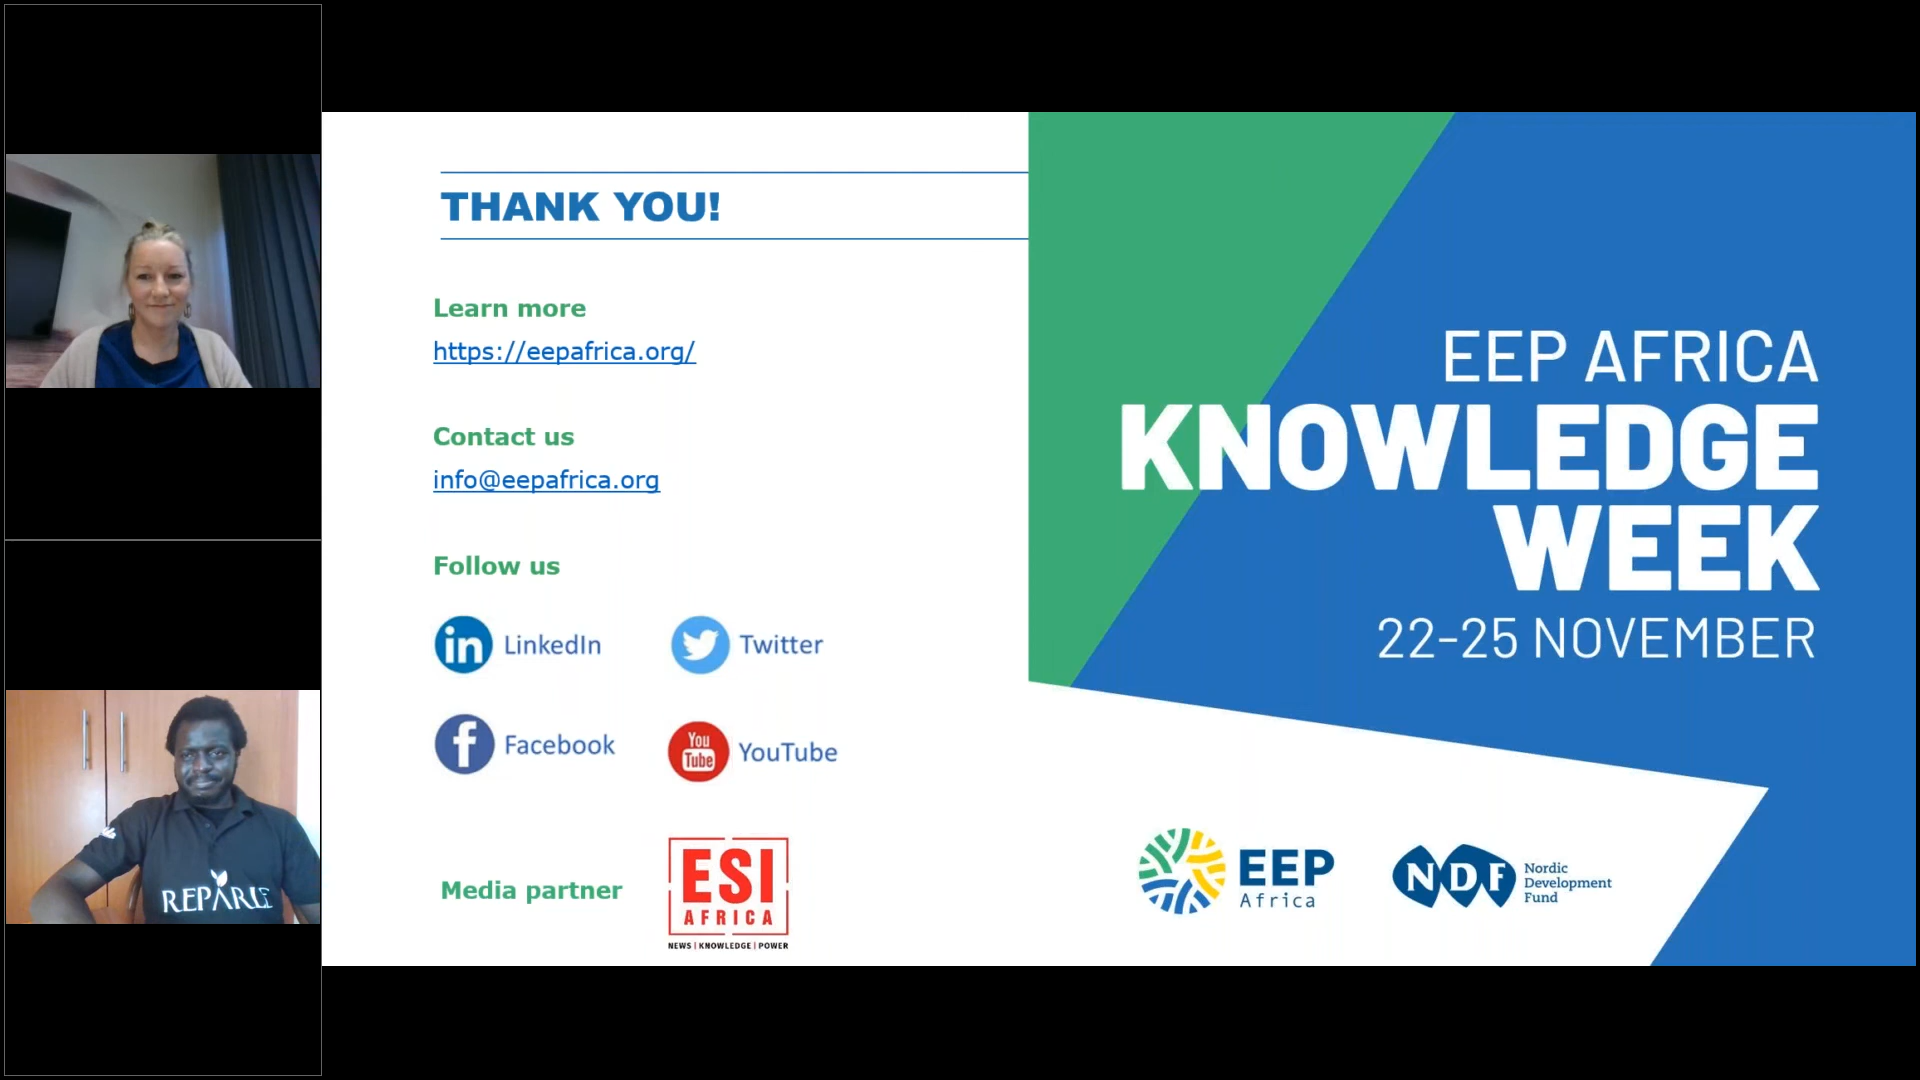 THANK YOU!
Learn more
https://eepafrica.org/
Contact us
info@eepafrica.org
Follow us
in LinkedIn
Twitter
f Facebook
You
Tube
YouTube
Media partner
ESI
AFRICA
NEWS | KNOWLEDGE | POWER
EEP AFRICA
KNOWLEDGE
WEEK
22-25 NOVEMBER
EEP
Africa
NDF
Nordic
Development
Fund
REPARLE